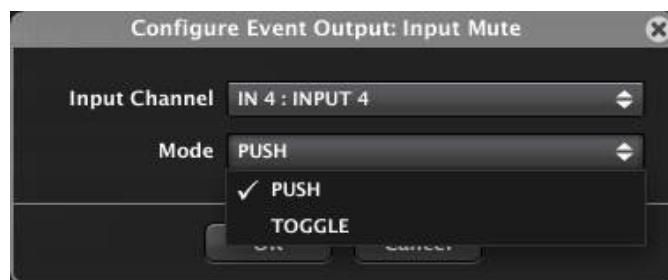 Configure Event Output: Input Mute
Input Channel IN 4 : INPUT 4
Mode PUSH
✓ PUSH
TOGGLE